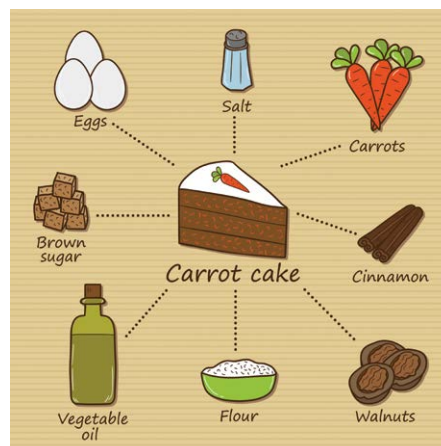 Eggs
Salt
Carrots
Brown
sugar
Carrot cake
Cinnamon
Vegetable
oil
Flour
Walnuts